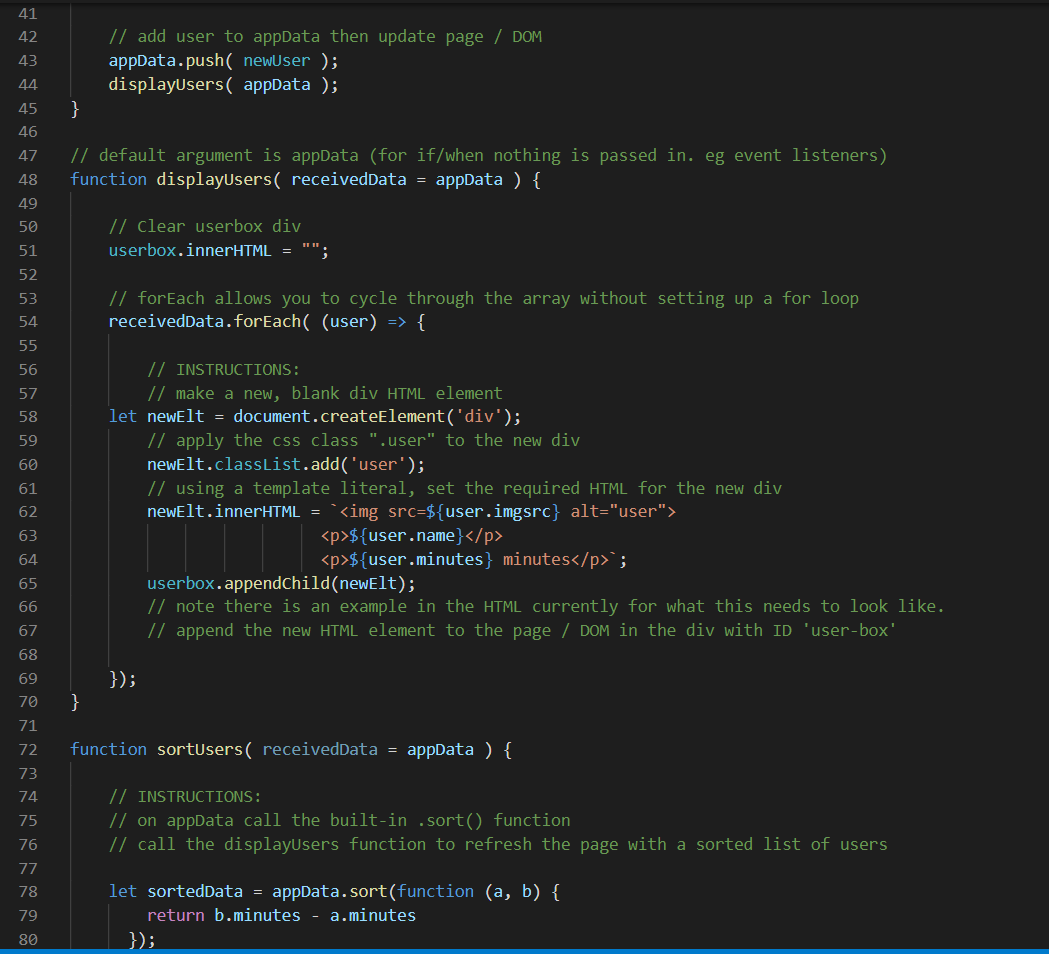 41
42 // add user to appData then update page / DOM
43 appData.push( newUser );
44 displayUsers( appData );
45 }
46
47 // default argument is appData (for if/when nothing is passed in. eg event listeners)
48 function displayUsers( receivedData = appData ) {
49
50 // Clear userbox div
51 userbox.innerHTML = "";
52
53 // forEach allows you to cycle through the array without setting up a for loop
54 receivedData.forEach( (user) => {
55
56 // INSTRUCTIONS:
57 // make a new, blank div HTML element
58 let newElt = document.createElement('div');
59 // apply the css class ".user" to the new div
60 newElt.classList.add('user');
61 // using a template literal, set the required HTML for the new div
62 newElt.innerHTML = `<img src=${user.imgsrc} alt="user">
63 <p>${user.name}</p>
64 <p>${user.minutes} minutes</p>`;
65 userbox.appendChild(newElt);
66 // note there is an example in the HTML currently for what this needs to look like.
67 // append the new HTML element to the page / DOM in the div with ID 'user-box'
68
69 });
70 }
71
72 function sortUsers( receivedData = appData ) {
73
74 // INSTRUCTIONS:
75 // on appData call the built-in .sort() function
76 // call the displayUsers function to refresh the page with a sorted list of users
77
78 let sortedData = appData.sort(function (a, b) {
79 return b.minutes - a.minutes
80 });